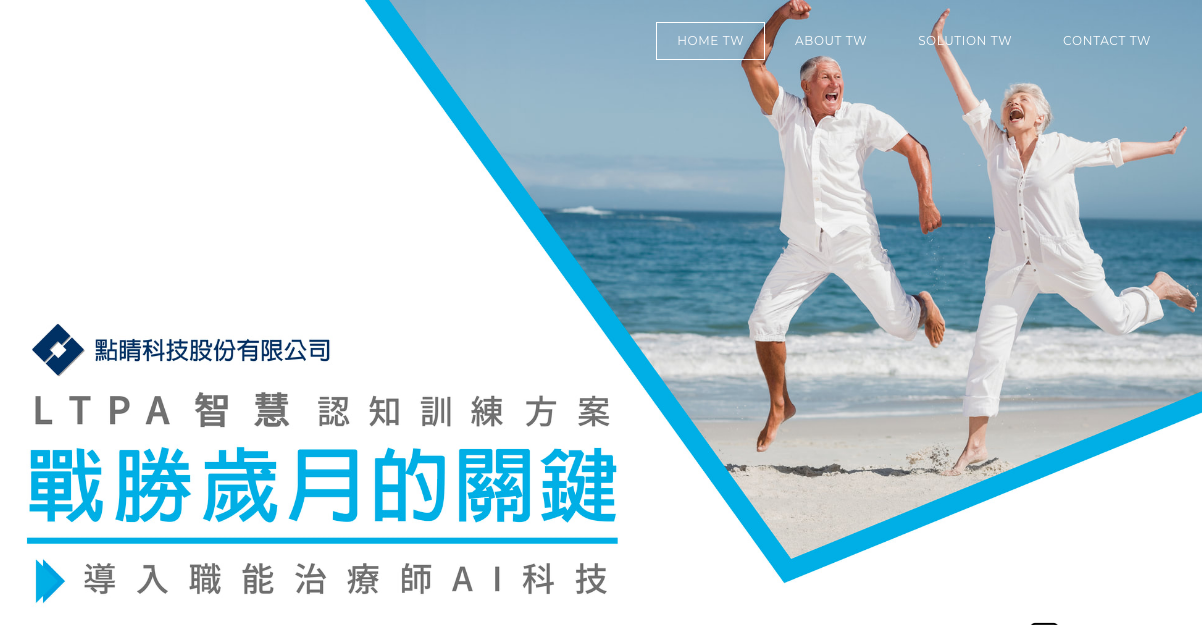 HOME TW
ABOUT TW
SOLUTION TW
CONTACT TW
點睛科技股份有限公司
LTPA智慧認知訓練方案
戰勝歲月的關鍵
導入職能治療師AI科技